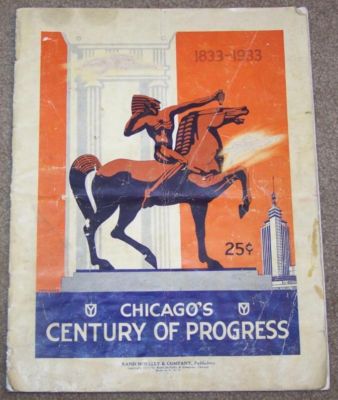 1833-1933
25¢
CHICAGO'S
CENTURY OF PROGRESS
RAND McNALLY & COMPANY, Publishers